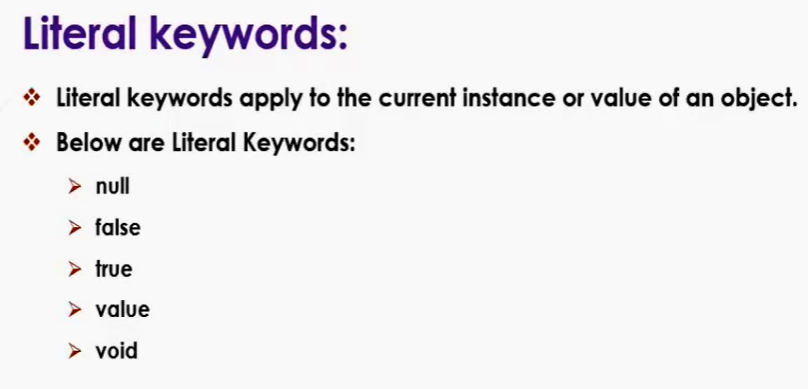 Literal keywords:
Literal keywords apply to the current instance or value of an object.
Below are Literal Keywords:
null
false
true
value
void